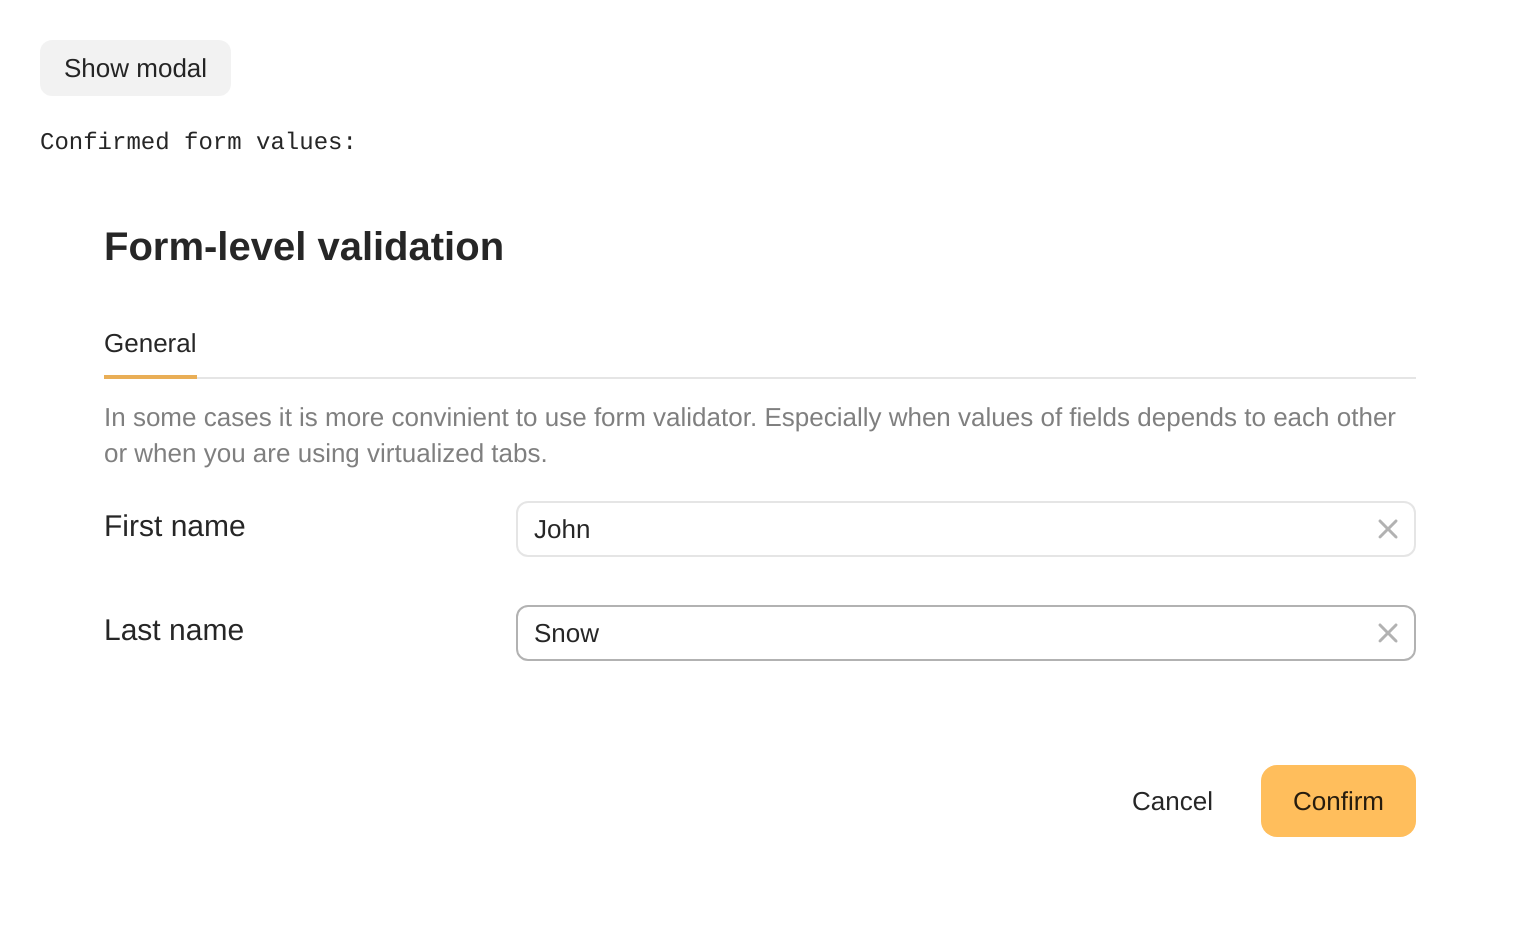 Show modal
Confirmed form values:
Form-level validation
General
In some cases it is more convinient to use form validator. Especially when values of fields depends to each other
or when you are using virtualized tabs.
First name
John
Last name
Snow
Cancel
Confirm